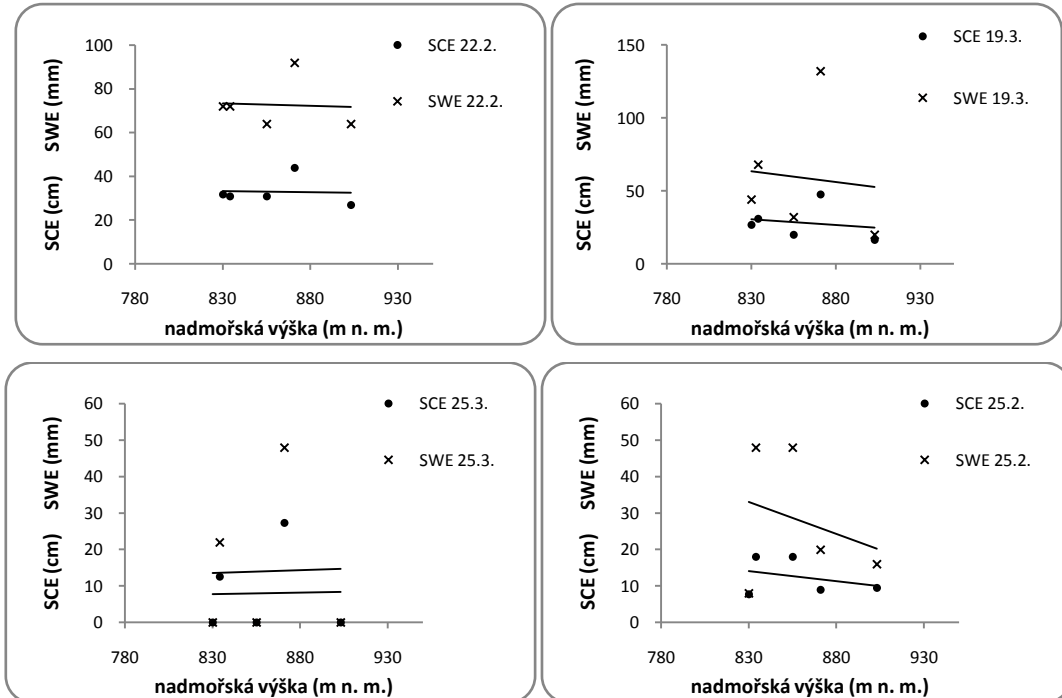 SCE (cm) SWE (mm)
100
80
60
40
20
0
780 830 880 930
nadmořská výška (m n. m.)
SCE 22.2.
SWE 22.2.
SCE (cm) SWE (mm)
150
100
50
0
780 830 880 930
nadmořská výška (m n. m.)
SCE 19.3.
SWE 19.3.
SCE (cm) SWE (mm)
60
50
40
30
20
10
0
780 830 880 930
nadmořská výška (m n. m.)
SCE 25.3.
SWE 25.3.
SCE (cm) SWE (mm)
60
50
40
30
20
10
0
780 830 880 930
nadmořská výška (m n. m.)
SCE 25.2.
SWE 25.2.